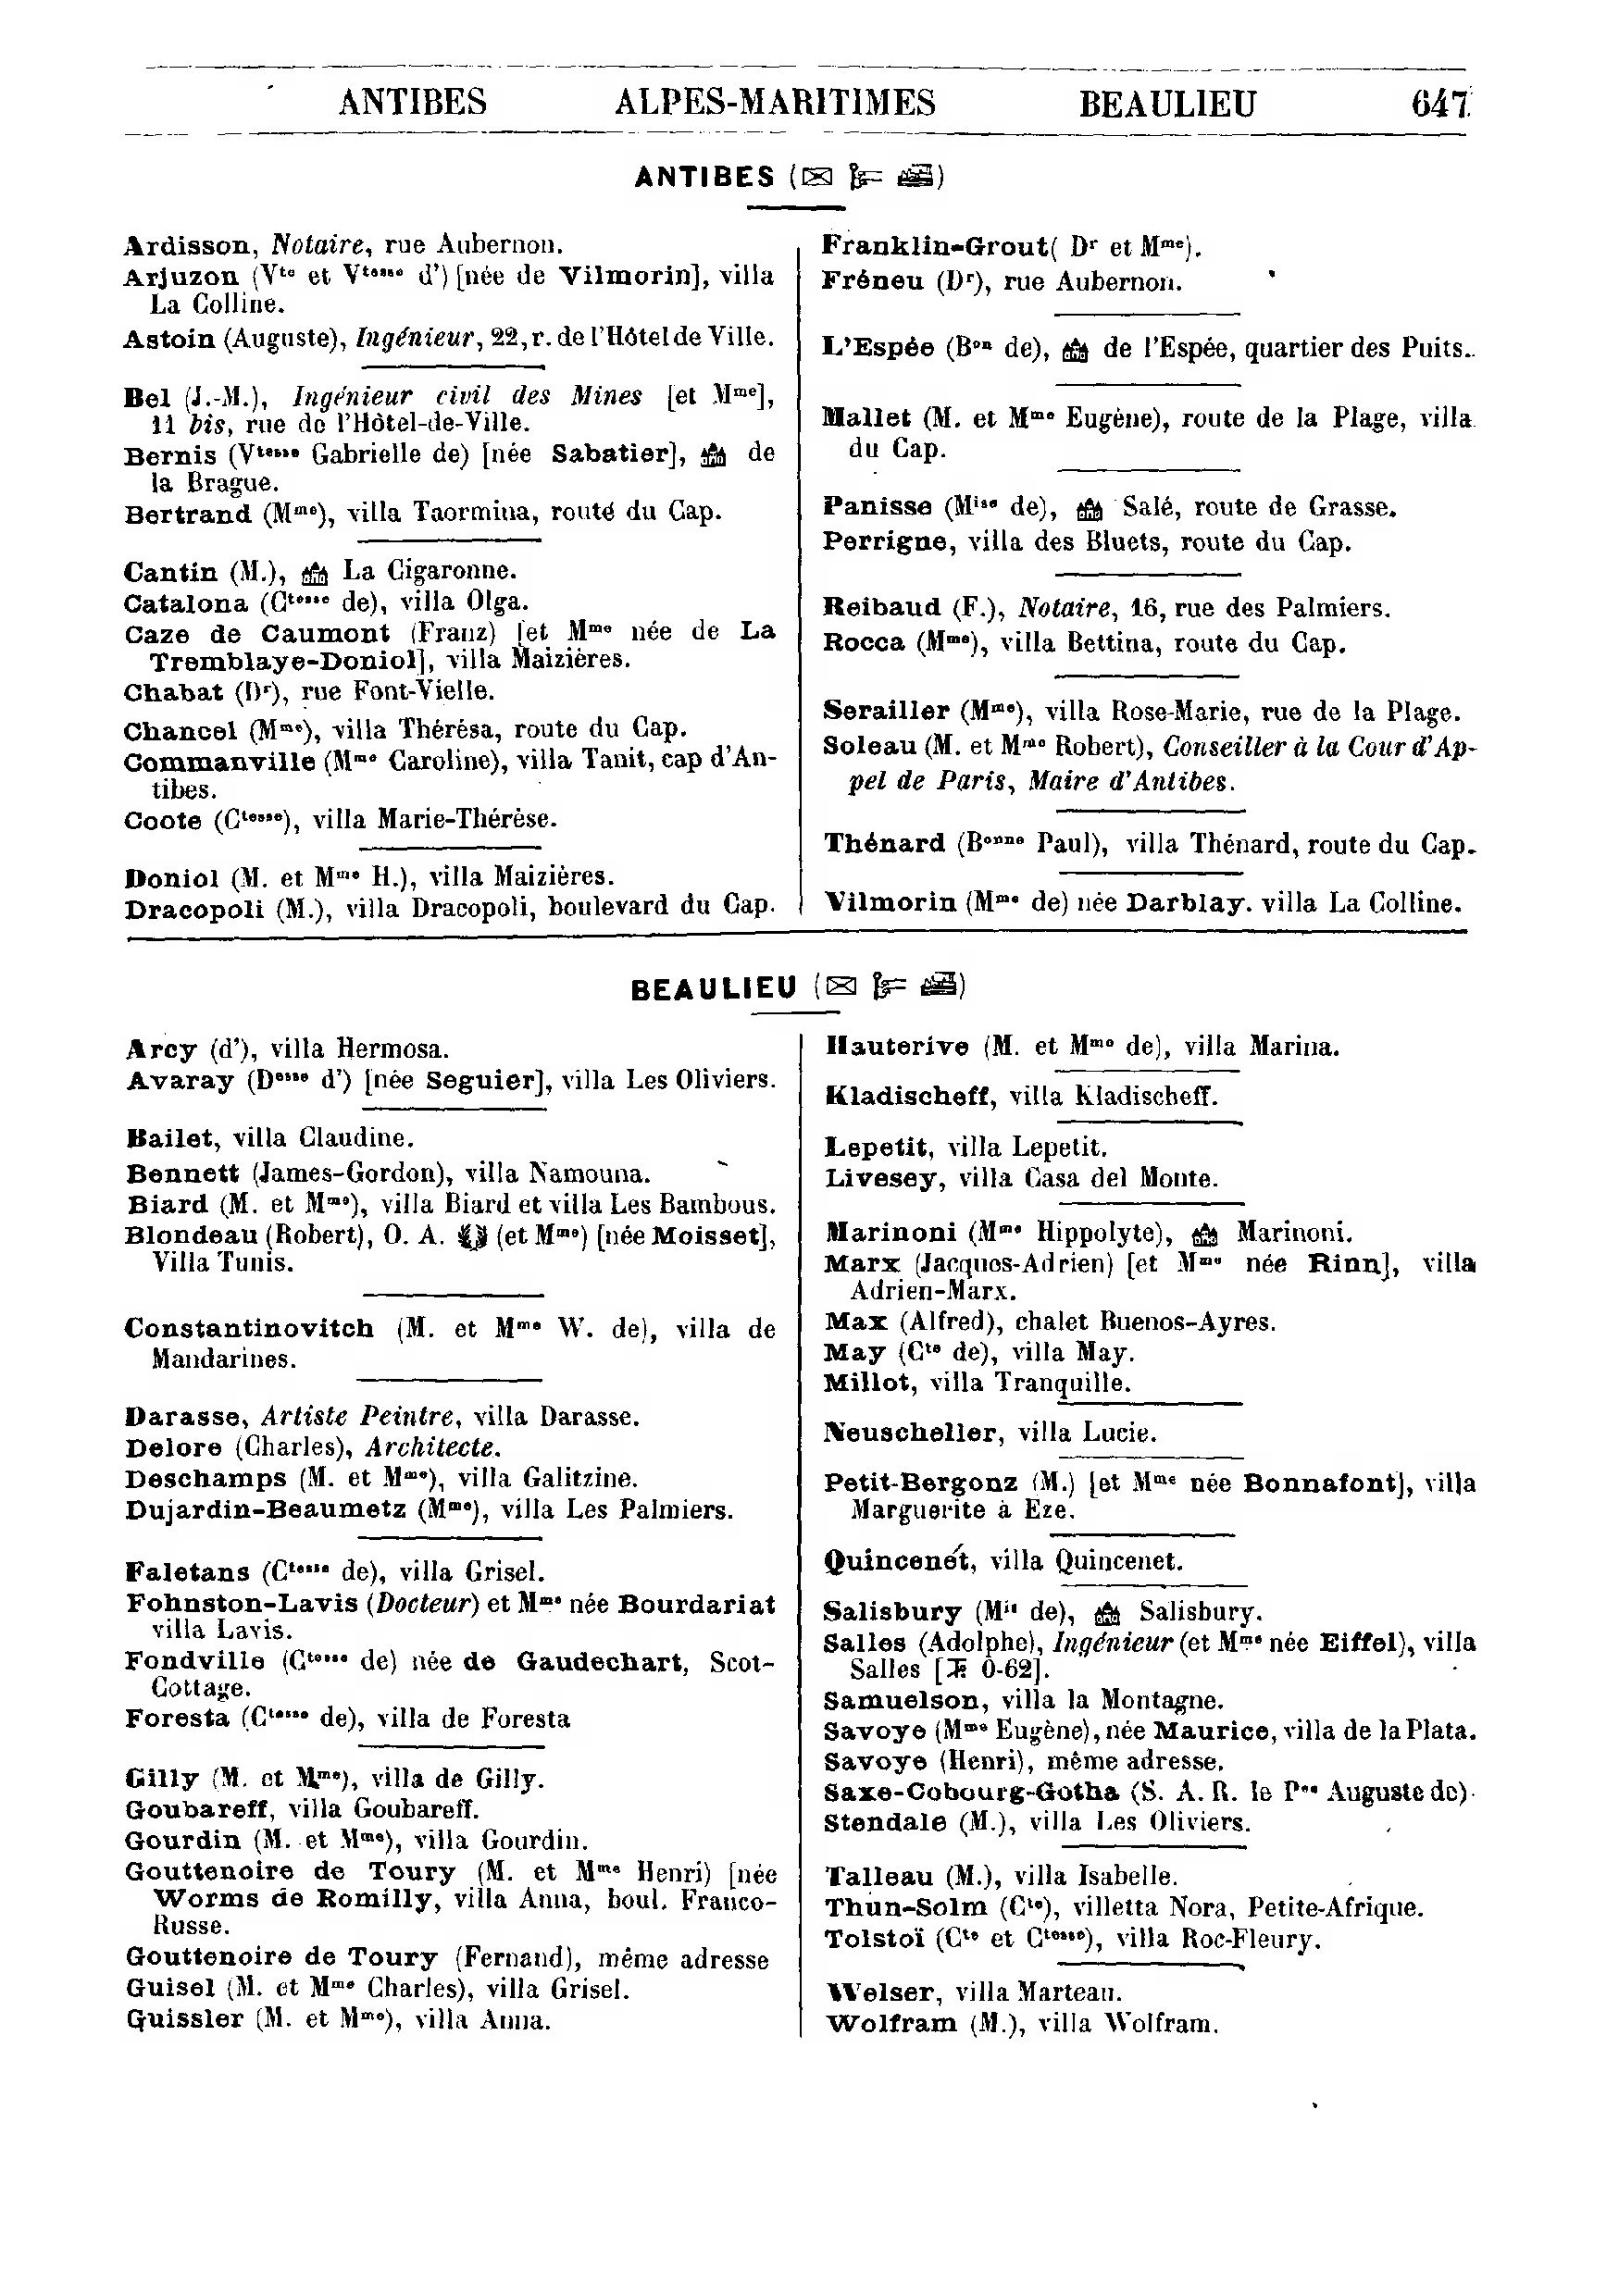 ANTIBES ALPES-MARITIMES BEAULIEU 647
ANTIBES ( )
Ardisson, Notaire, rue Aubernon.
Arjuzon (Vte et Vtesse d') [née de Vilmorin], villa
La Colline.
Astoin (Auguste), Ingénieur, 22, r. de l'Hôtel de Ville.
Bel (J.-M.), Ingénieur civil des Mines [et Mme],
11 bis, rue de l'Hôtel-de-Ville.
Bernis (Vtesse Gabrielle de) [née Sabatier], de
la Brague.
Bertrand (Mme), villa Taormina, routé du Cap.
Cantin (M.), La Cigaronne.
Catalona (Ctesse de), villa Olga.
Caze de Caumont (Franz) [et Mme née de La
Tremblaye-Doniol], villa Maizières.
Chabat (Dr), rue Font-Vielle.
Chancel (Mme), villa Thérésa, route du Cap.
Commanville (Mme Caroline), villa Tanit, cap d'An-
tibes.
Coote (Ctesse), villa Marie-Thérèse.
Doniol (M. et Mme H.), villa Maizières.
Dracopoli (M.), villa Dracopoli, boulevard du Cap.
Franklin-Grout( Dr et Mme).
Fréneu (Dr), rue Aubernon.
L'Espée (Bon de), de l'Espée, quartier des Puits.
Mallet (M. et Mme Eugène), route de la Plage, villa
du Cap.
Panisse (Mise de), Salé, route de Grasse.
Perrigne, villa des Bluets, route du Cap.
Reibaud (F.), Notaire, 16, rue des Palmiers.
Rocca (Mme), villa Bettina, route du Cap.
Serailler (Mme), villa Rose-Marie, rue de la Plage.
Soleau (M. et Mme Robert), Conseiller à la Cour d'Ap-
pel de Paris, Maire d'Antibes.
Thénard (Bonne Paul), villa Thénard, route du Cap.
Vilmorin (Mme de) née Darblay. villa La Colline.
BEAULIEU ( )
Arcy (d'), villa Hermosa.
Avaray (Desse d') [née Seguier], villa Les Oliviers.
Bailet, villa Claudine.
Bennett (James-Gordon), villa Namouna.
Biard (M. et Mme), villa Biard et villa Les Bambous.
Blondeau (Robert), O. A. (et Mme) [née Moisset],
Villa Tunis.
Constantinovitch (M. et Mme W. de), villa de
Mandarines.
Darasse, Artiste Peintre, villa Darasse.
Delore (Charles), Architecte.
Deschamps (M. et Mme), villa Galitzine.
Dujardin-Beaumetz (Mme), villa Les Palmiers.
Faletans (Ctesse de), villa Grisel.
Fohnston-Lavis (Docteur) et Mme née Bourdariat
villa Lavis.
Fondville (Ctesse de) née de Gaudechart, Scot-
Cottage.
Foresta (Ctesse de), villa de Foresta
Gilly (M. et Mme), villa de Gilly.
Goubareff, villa Goubareff.
Gourdin (M. et Mme), villa Gourdin.
Gouttenoire de Toury (M. et Mme Henri) [née
Worms de Romilly, villa Anna, boul. Franco-
Russe.
Gouttenoire de Toury (Fernand), même adresse
Guisel (M. et Mme Charles), villa Grisel.
Guissler (M. et Mme), villa Anna.
Hauterive (M. et Mme de), villa Marina.
Kladischeff, villa Kladischeff.
Lepetit, villa Lepetit.
Livesey, villa Casa del Monte.
Marinoni (Mme Hippolyte), Marinoni.
Marx (Jacques-Adrien) [et Mme née Rinn], villa
Adrien-Marx.
Max (Alfred), chalet Buenos-Ayres.
May (Cte de), villa May.
Millot, villa Tranquille.
Neuscheller, villa Lucie.
Petit-Bergonz (M.) [et Mme née Bonnafont], villa
Marguerite à Eze.
Quincenét, villa Quincenet.
Salisbury (Mis de), Salisbury.
Salles (Adolphe), Ingénieur (et Mme née Eiffel), villa
Salles [ 0-62].
Samuelson, villa la Montagne.
Savoye (Mme Eugène), née Maurice, villa de la Plata.
Savoye (Henri), même adresse.
Saxe-Cobourg-Gotha (S. A. R. le Pce Auguste de)
Stendale (M.), villa Les Oliviers.
Talleau (M.), villa Isabelle.
Thun-Solm (Cte), villetta Nora, Petite-Afrique.
Tolstoï (Cte et Ctesse), villa Roc-Fleury.
Welser, villa Marteau.
Wolfram (M.), villa Wolfram.